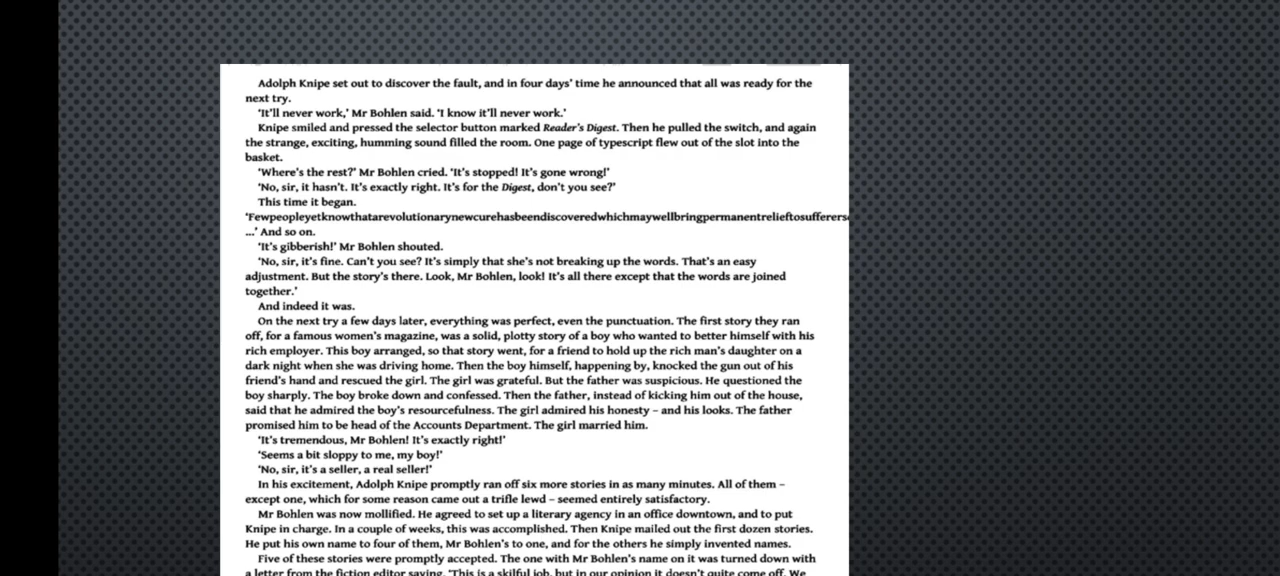 Adolph Knipe set out to discover the fault, and in four days' time he announced that all was ready for the
next try.
'It'll never work,' Mr Bohlen said. 'I know it'll never work.'
Knipe smiled and pressed the selector button marked Reader's Digest. Then he pulled the switch, and again
the strange, exciting, humming sound filled the room. One page of typescript flew out of the slot into the
basket.
'Where's the rest?' Mr Bohlen cried. 'It's stopped! It's gone wrong!'
'No, sir, it hasn't. It's exactly right. It's for the Digest, don't you see?'
This time it began.
'Fewpeopleyetknowthatarevolutionarynewcurehasbeendiscoveredwhichmaywellbringpermanentrelieftosufferers
...' And so on.
'It's gibberish!' Mr Bohlen shouted.
'No, sir, it's fine. Can't you see? It's simply that she's not breaking up the words. That's an easy
adjustment. But the story's there. Look, Mr Bohlen, look! It's all there except that the words are joined
together.'
And indeed it was.
On the next try a few days later, everything was perfect, even the punctuation. The first story they ran
off, for a famous women's magazine, was a solid, plotty story of a boy who wanted to better himself with his
rich employer. This boy arranged, so that story went, for a friend to hold up the rich man's daughter on a
dark night when she was driving home. Then the boy himself, happening by, knocked the gun out of his
friend's hand and rescued the girl. The girl was grateful. But the father was suspicious. He questioned the
boy sharply. The boy broke down and confessed. Then the father, instead of kicking him out of the house,
said that he admired the boy's resourcefulness. The girl admired his honesty – and his looks. The father
promised him to be head of the Accounts Department. The girl married him.
'It's tremendous, Mr Bohlen! It's exactly right!'
'Seems a bit sloppy to me, my boy!'
'No, sir, it's a seller, a real seller!'
In his excitement, Adolph Knipe promptly ran off six more stories in as many minutes. All of them –
except one, which for some reason came out a trifle lewd – seemed entirely satisfactory.
Mr Bohlen was now mollified. He agreed to set up a literary agency in an office downtown, and to put
Knipe in charge. In a couple of weeks, this was accomplished. Then Knipe mailed out the first dozen stories.
He put his own name to four of them, Mr Bohlen's to one, and for the others he simply invented names.
Five of these stories were promptly accepted. The one with Mr Bohlen's name on it was turned down with
a letter from the fiction editor saying, 'This is a skilful job, but in our opinion it doesn't quite come off. We